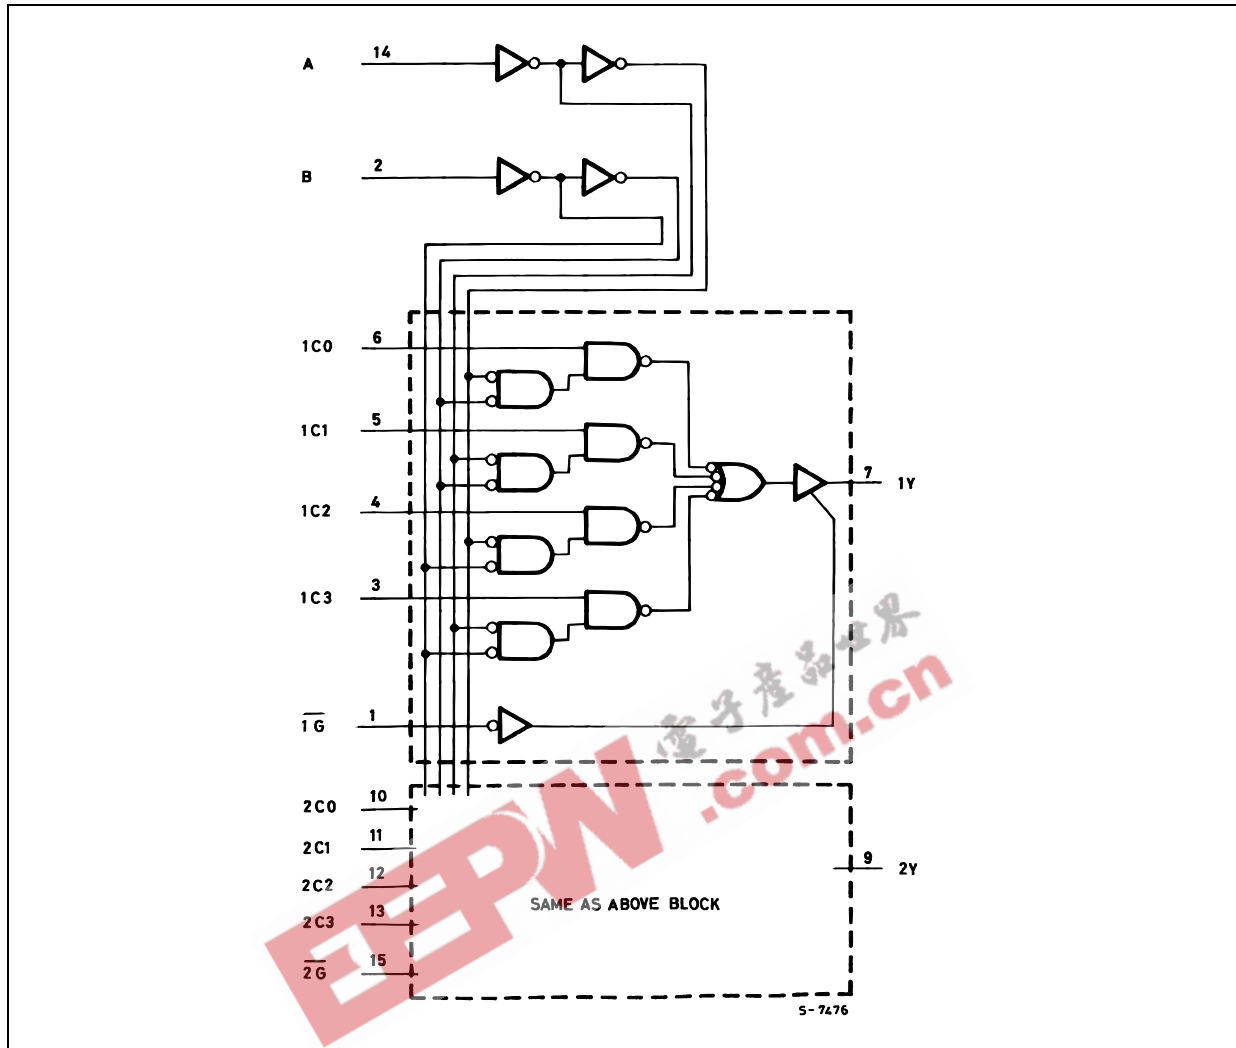 A 14
B 2
1C0 6
1C1 5
1C2 4
7 1Y
1C3 3
電子產品世界
.com.cn
1G 1
EEPW
2C0 10
2C1 11
9 2Y
2C2 12
SAME AS ABOVE BLOCK
2C3 13
2G 15
S-7476